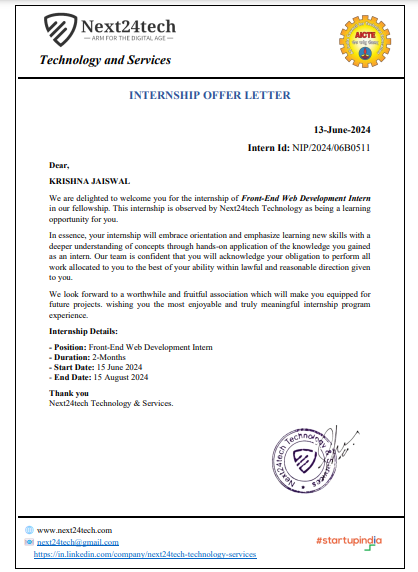 Next24tech
— ARM FOR THE DIGITAL AGE —
AICTE
Technology and Services
INTERNSHIP OFFER LETTER
13-June-2024
Intern Id: NIP/2024/06B0511
Dear,
KRISHNA JAISWAL
We are delighted to welcome you for the internship of Front-End Web Development Intern
in our fellowship. This internship is observed by Next24tech Technology as being a learning
opportunity for you.
In essence, your internship will embrace orientation and emphasize learning new skills with a
deeper understanding of concepts through hands-on application of the knowledge you gained
as an intern. Our team is confident that you will acknowledge your obligation to perform all
work allocated to you to the best of your ability within lawful and reasonable direction given
to you.
We look forward to a worthwhile and fruitful association which will make you equipped for
future projects. wishing you the most enjoyable and truly meaningful internship program
experience.
Internship Details:
- Position: Front-End Web Development Intern
- Duration: 2-Months
- Start Date: 15 June 2024
- End Date: 15 August 2024
Thank you
Next24tech Technology & Services.
Next24tech Technology & Services
www.next24tech.com
next24tech@gmail.com
#startupindia
https://in.linkedin.com/company/next24tech-technology-services